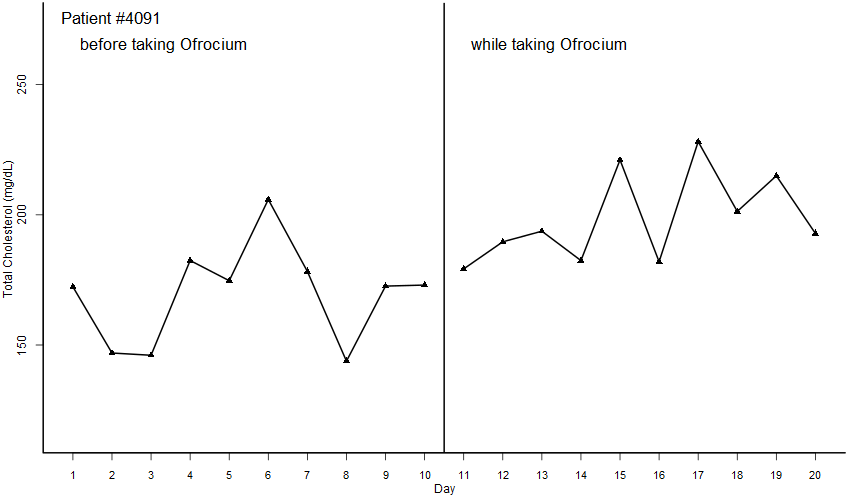 Patient #4091
before taking Ofrocium
while taking Ofrocium
Total Cholesterol (mg/dL)
250
200
150
1 2 3 4 5 6 7 8 9 10 11 12 13 14 15 16 17 18 19 20
Day